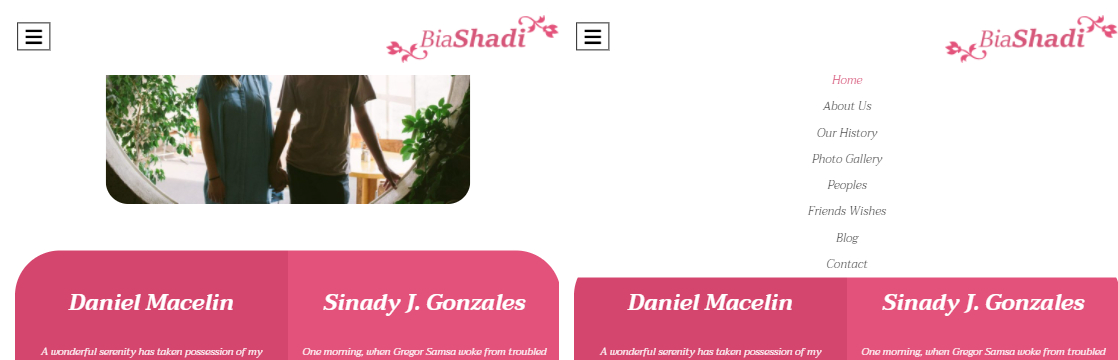 BiaShadi
Daniel Macelin
Sinady J. Gonzales
A wonderful serenity has taken possession of my
One morning, when Gregor Samsa woke from troubled
BiaShadi
Home
About Us
Our History
Photo Gallery
Peoples
Friends Wishes
Blog
Contact
Daniel Macelin
Sinady J. Gonzales
A wonderful serenity has taken possession of my
One morning, when Gregor Samsa woke from troubled